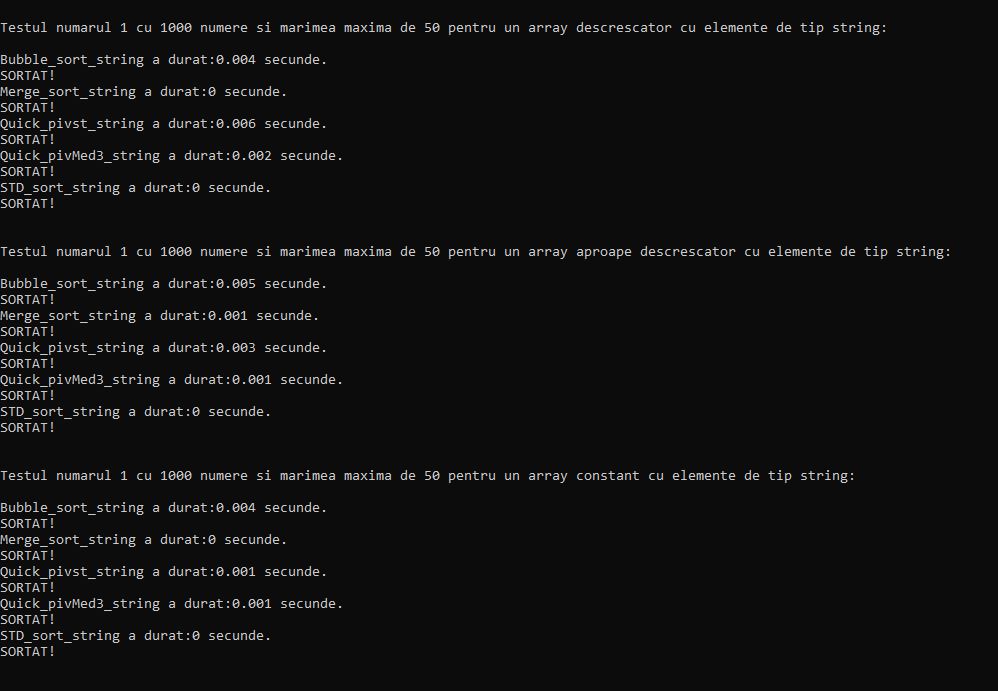 Testul numarul 1 cu 1000 numere si marimea maxima de 50 pentru un array descrescator cu elemente de tip string:
Bubble_sort_string a durat:0.004 secunde.
SORTAT!
Merge_sort_string a durat:0 secunde.
SORTAT!
Quick_pivst_string a durat:0.006 secunde.
SORTAT!
Quick_pivMed3_string a durat:0.002 secunde.
SORTAT!
STD_sort_string a durat:0 secunde.
SORTAT!
Testul numarul 1 cu 1000 numere si marimea maxima de 50 pentru un array aproape descrescator cu elemente de tip string:
Bubble_sort_string a durat:0.005 secunde.
SORTAT!
Merge_sort_string a durat:0.001 secunde.
SORTAT!
Quick_pivst_string a durat:0.003 secunde.
SORTAT!
Quick_pivMed3_string a durat:0.001 secunde.
SORTAT!
STD_sort_string a durat:0 secunde.
SORTAT!
Testul numarul 1 cu 1000 numere si marimea maxima de 50 pentru un array constant cu elemente de tip string:
Bubble_sort_string a durat:0.004 secunde.
SORTAT!
Merge_sort_string a durat:0 secunde.
SORTAT!
Quick_pivst_string a durat:0.001 secunde.
SORTAT!
Quick_pivMed3_string a durat:0.001 secunde.
SORTAT!
STD_sort_string a durat:0 secunde.
SORTAT!